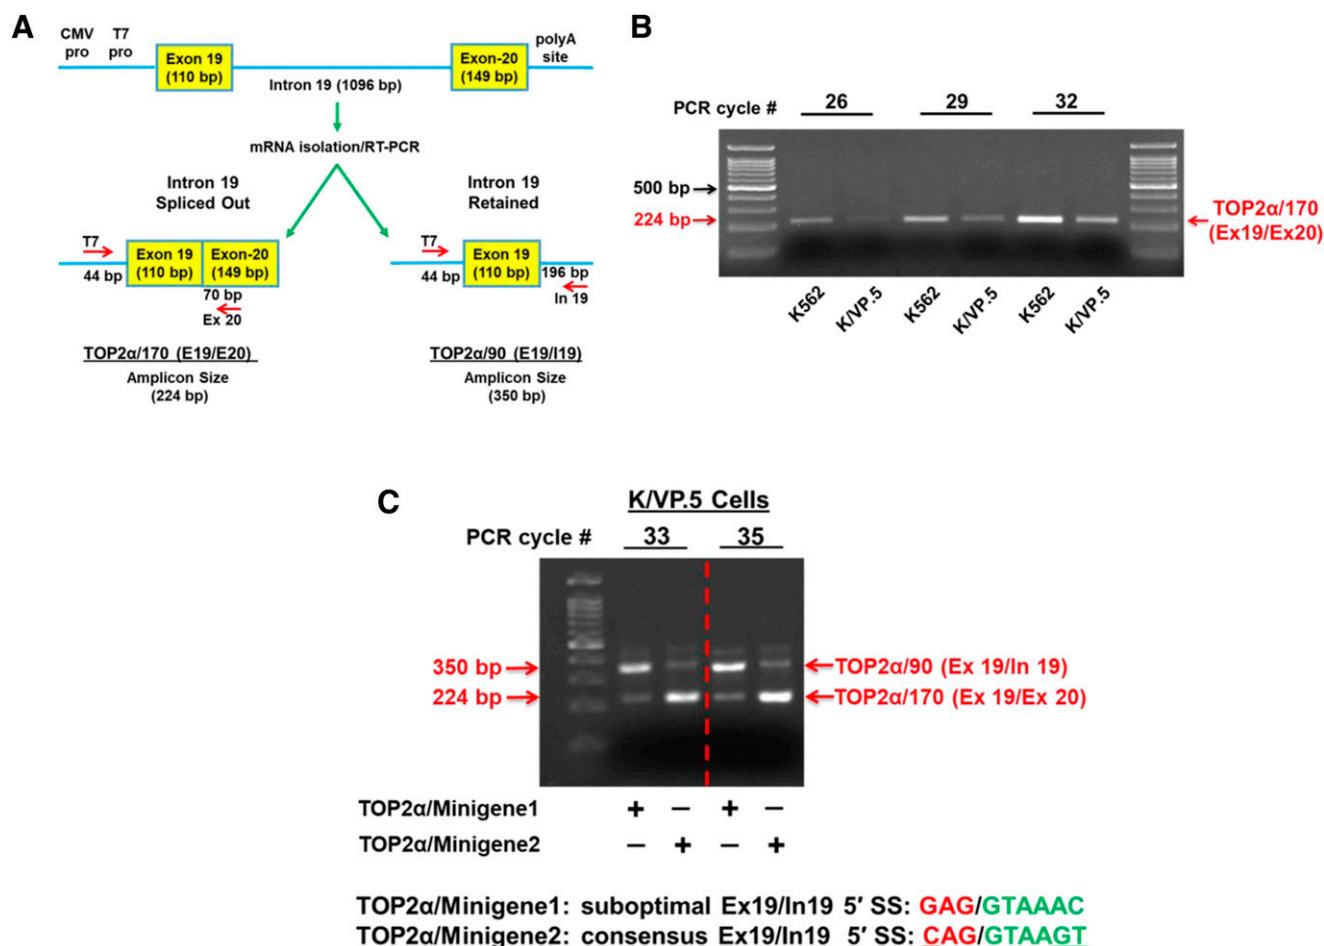 A
CMV pro
T7 pro
Exon 19 (110 bp)
Exon-20 (149 bp)
polyA site
Intron 19 (1096 bp)
mRNA isolation/RT-PCR
Intron 19 Spliced Out
Intron 19 Retained
T7
44 bp
Exon 19 (110 bp)
Exon-20 (149 bp)
70 bp
Ex 20
T7
44 bp
Exon 19 (110 bp)
196 bp
In 19
TOP2α/170 (E19/E20)
Amplicon Size
(224 bp)
TOP2α/90 (E19/I19)
Amplicon Size
(350 bp)
B
PCR cycle # 26 29 32
500 bp
224 bp
TOP2α/170
(Ex19/Ex20)
K562 K/VP.5 K562 K/VP.5 K562 K/VP.5
C
K/VP.5 Cells
PCR cycle # 33 35
350 bp
TOP2α/90 (Ex 19/In 19)
224 bp
TOP2α/170 (Ex 19/Ex 20)
TOP2α/Minigene1 + − + −
TOP2α/Minigene2 − + − +
TOP2α/Minigene1: suboptimal Ex19/In19 5′ SS: GAG/GTAAAC
TOP2α/Minigene2: consensus Ex19/In19 5′ SS: CAG/GTAAGT